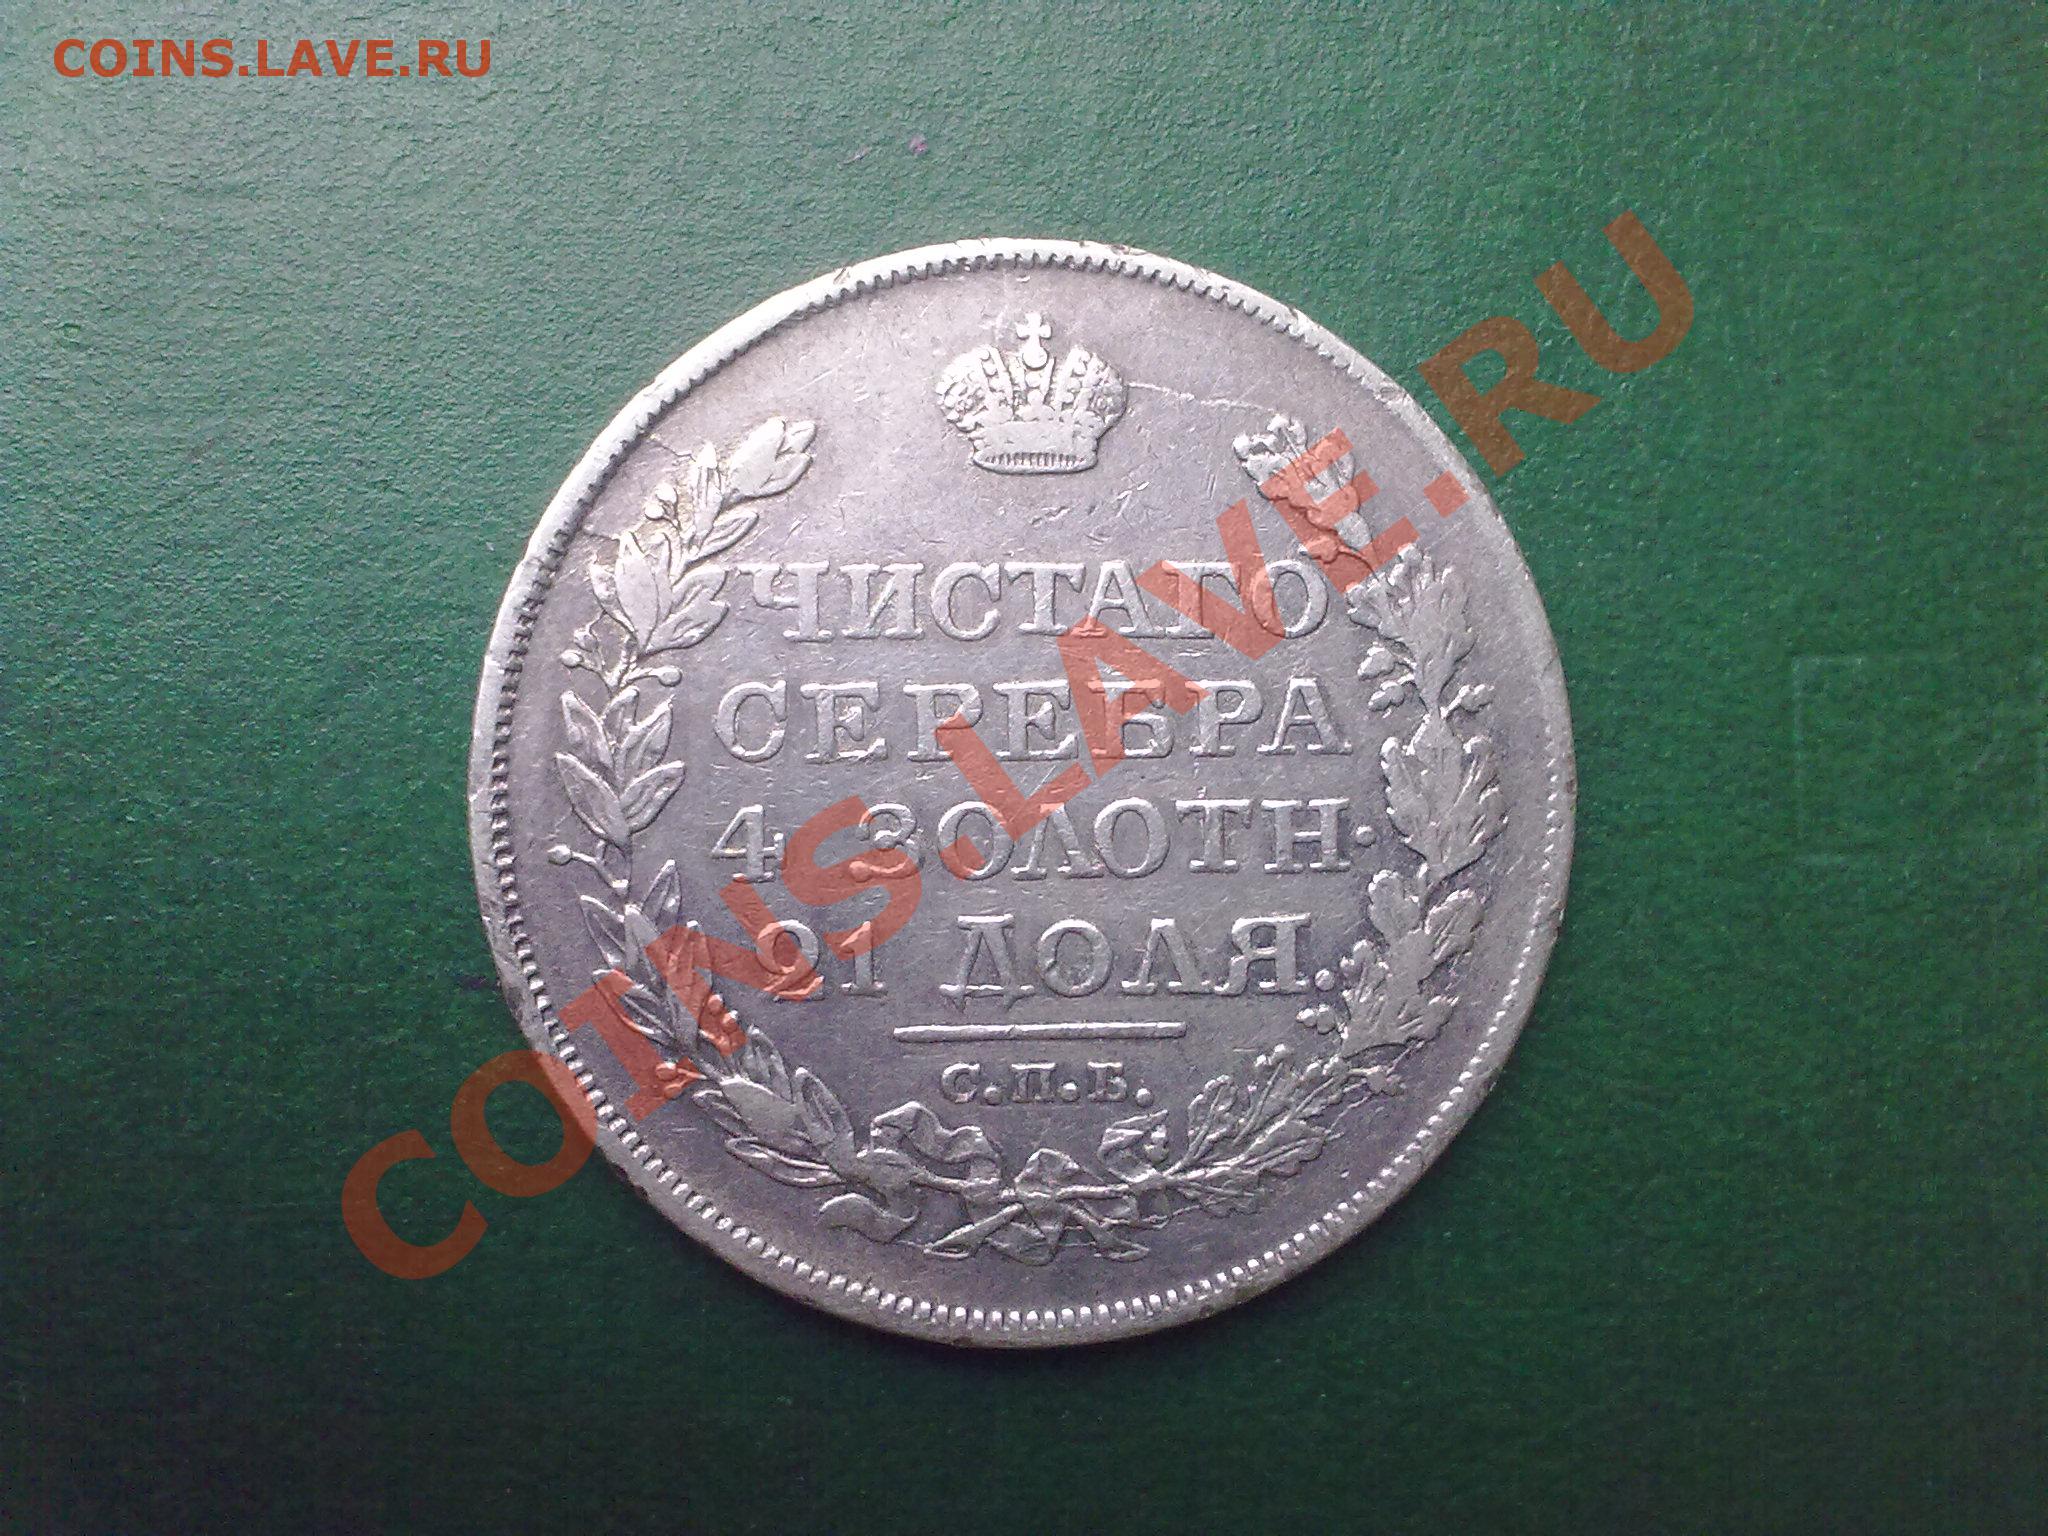 COINS.LAVE.RU
ЧИСТАГО
СЕРЕБРА
4 ЗОЛОТН.
21 ДОЛЯ.
С.П.Б.
COINS.LAVE.RU